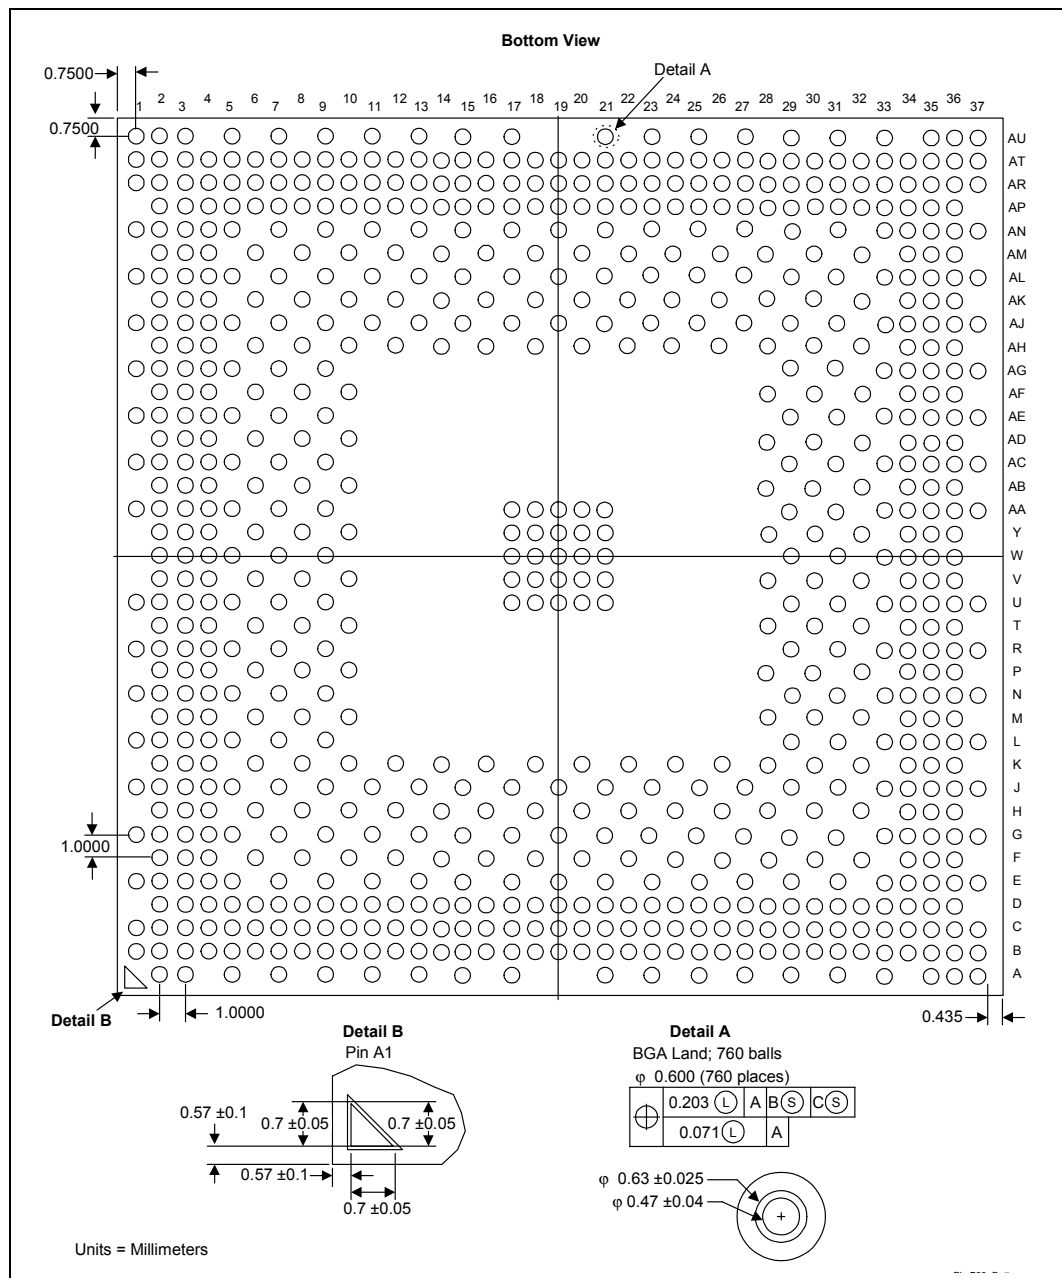 Bottom View
0.7500
Detail A
2 4 6 8 10 12 14 16 18 20 22 24 26 28 30 32 34 36
1 3 5 7 9 11 13 15 17 19 21 23 25 27 29 31 33 35 37
0.7500
AU
AT
AR
AP
AN
AM
AL
AK
AJ
AH
AG
AF
AE
AD
AC
AB
AA
Y
W
V
U
T
R
P
N
M
L
K
J
H
1.0000
G
F
E
D
C
B
A
Detail B
1.0000
0.435
Detail B
Pin A1
0.57 ±0.1
0.7 ±0.05
0.7 ±0.05
0.57 ±0.1
0.7 ±0.05
Detail A
BGA Land; 760 balls
φ 0.600 (760 places)
0.203 Ⓛ A BⓈ CⓈ
0.071 Ⓛ A
φ 0.63 ±0.025
φ 0.47 ±0.04
Units = Millimeters